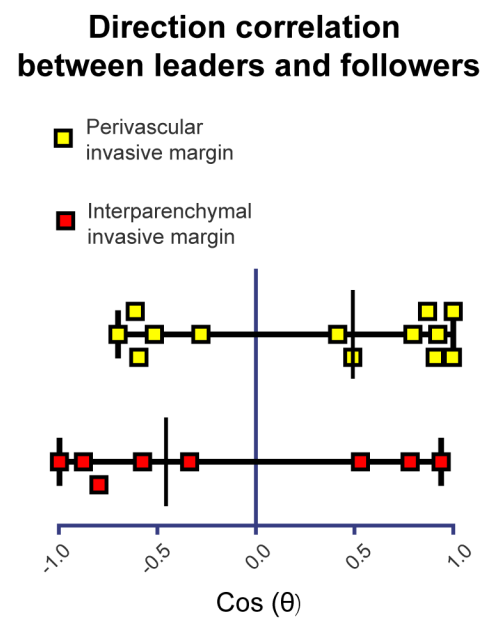 Direction correlation
between leaders and followers
Perivascular
invasive margin
Interparenchymal
invasive margin
-1.0
-0.5
0.0
0.5
1.0
Cos (θ)